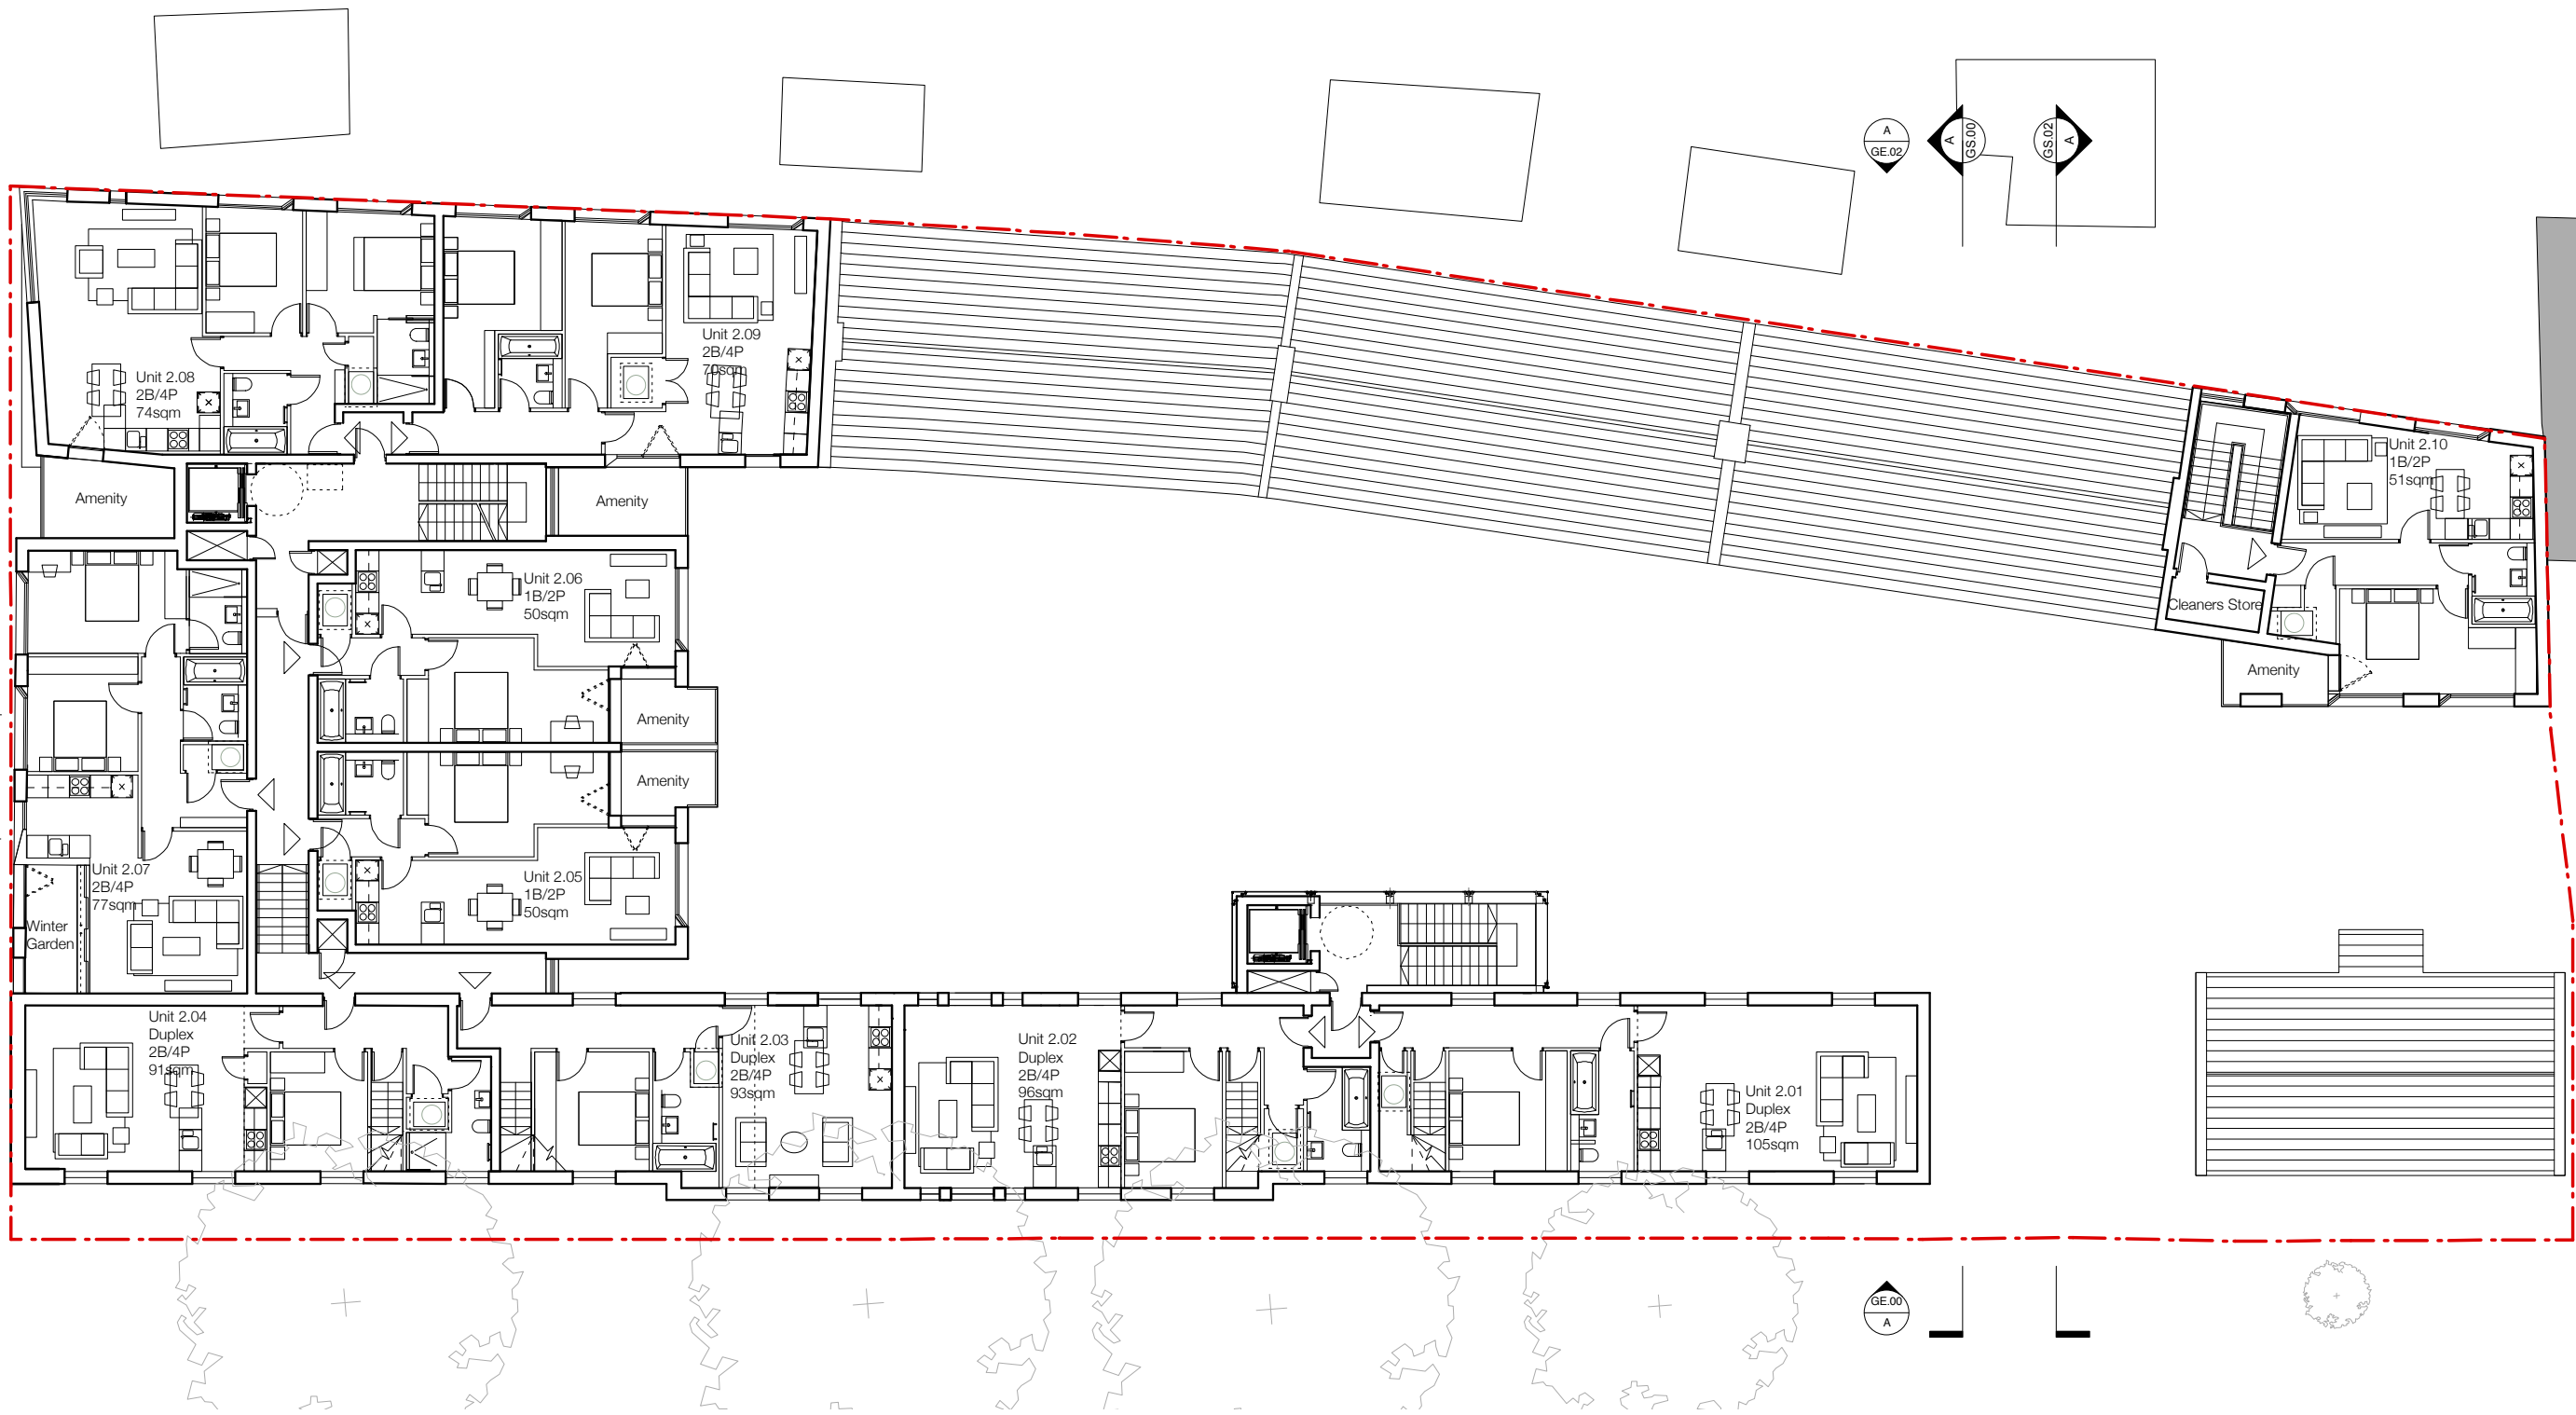 A
GE.02
A
GS.00
GS.02
A
Unit 2.09
2B/4P
70sqm
Unit 2.08
2B/4P
74sqm
Unit 2.10
1B/2P
51sqm
Amenity
Amenity
Unit 2.06
1B/2P
50sqm
Cleaners Store
Amenity
Amenity
Amenity
Unit 2.07
2B/4P
77sqm
Unit 2.05
1B/2P
50sqm
Winter
Garden
Unit 2.04
Duplex
2B/4P
91sqm
Unit 2.03
Duplex
2B/4P
93sqm
Unit 2.02
Duplex
2B/4P
96sqm
Unit 2.01
Duplex
2B/4P
105sqm
GE.00
A